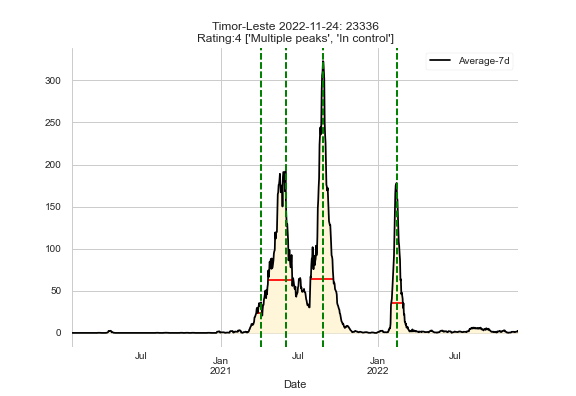 Timor-Leste 2022-11-24: 23336
Rating:4 ['Multiple peaks', 'In control']
Average-7d
300
250
200
150
100
50
0
Jul
Jan
2021
Jul
Jan
2022
Jul
Date